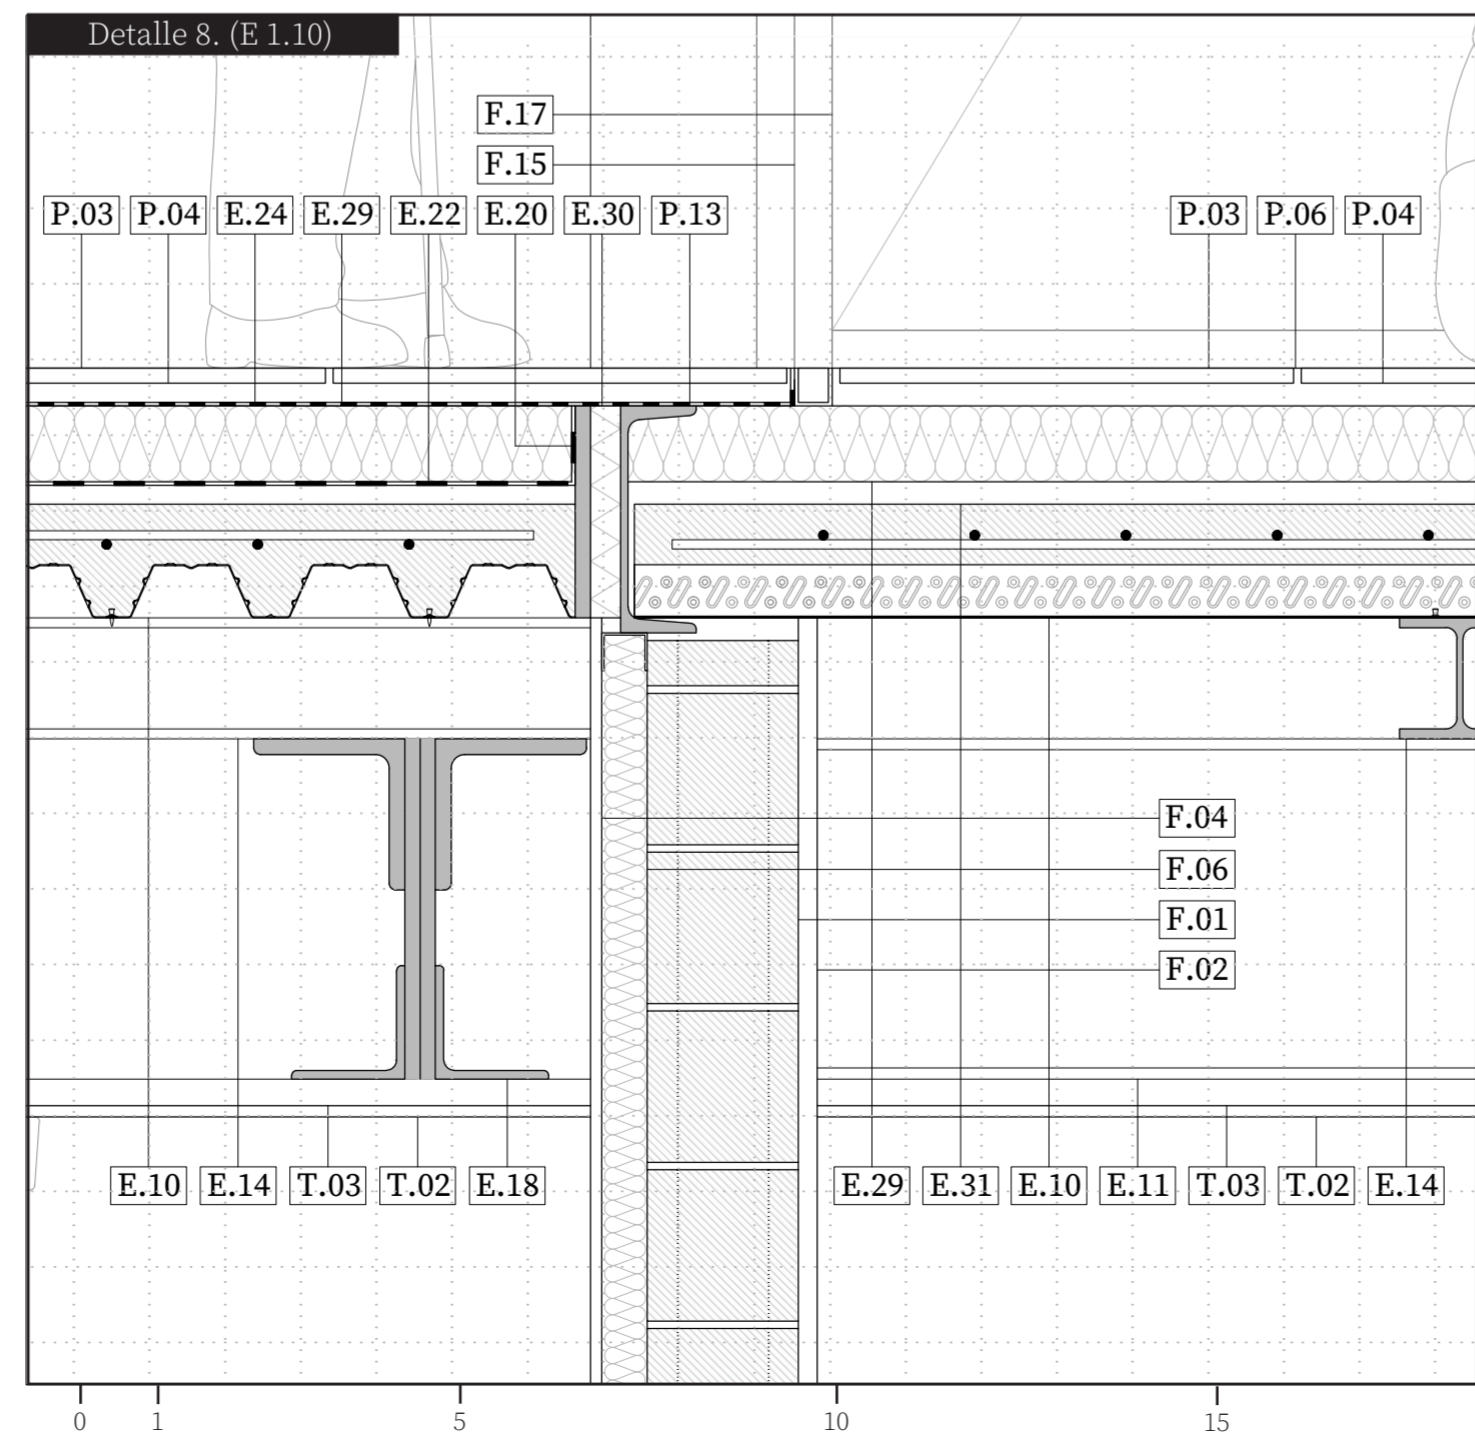 Detalle 8. (E 1.10)
F.17
F.15
P.03 P.04 E.24 E.29 E.22 E.20 E.30 P.13 P.03 P.06 P.04
F.04
F.06
F.01
F.02
E.10 E.14 T.03 T.02 E.18 E.29 E.31 E.10 E.11 T.03 T.02 E.14
0 1 5 10 15